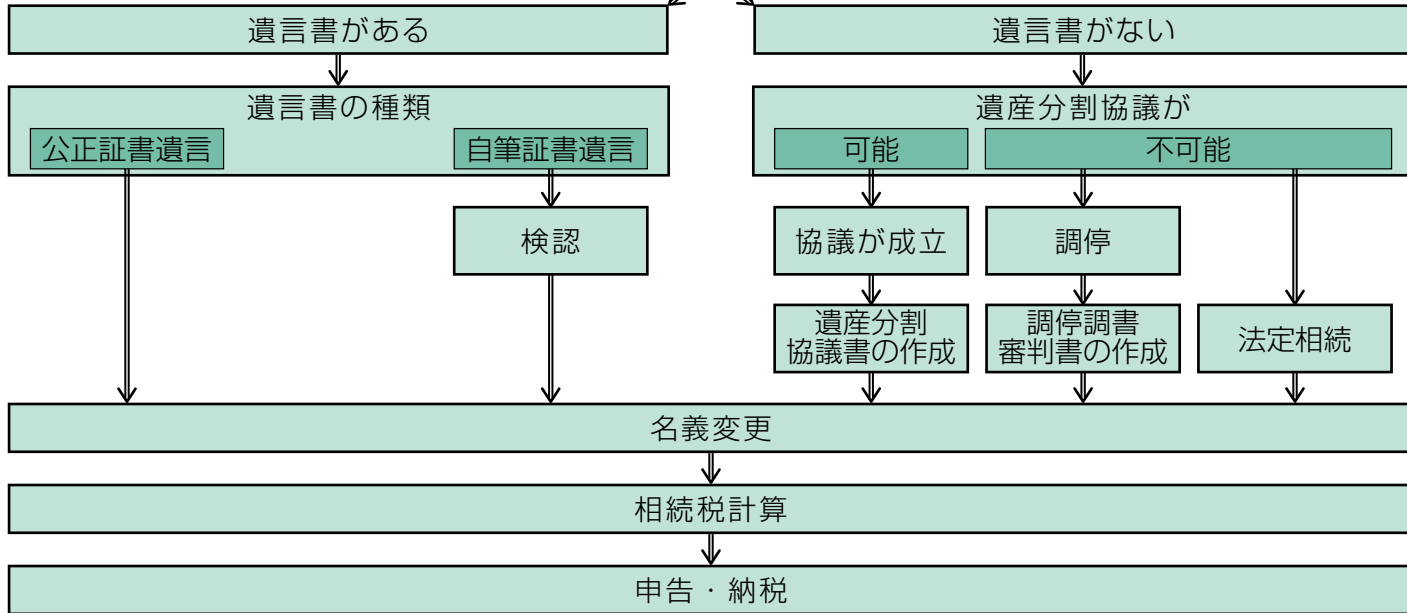 遺言書がある
遺言書がない
遺言書の種類
公正証書遺言
自筆証書遺言
遺産分割協議が
可能
不可能
検認
協議が成立
調停
遺産分割
協議書の作成
調停調書
審判書の作成
法定相続
名義変更
相続税計算
申告・納税